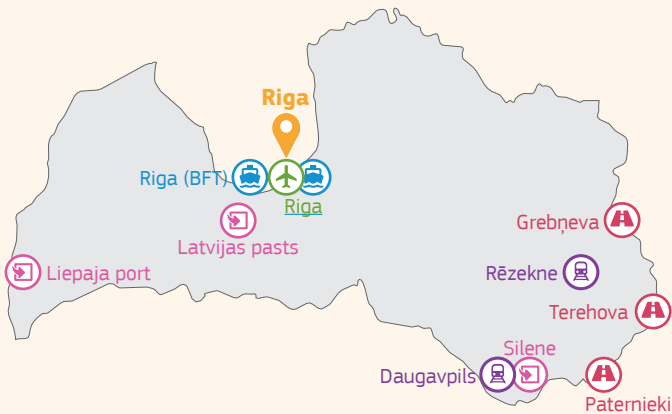 Riga
Riga (BFT)
Riga
Latvijas pasts
Grebņeva
Liepaja port
Rēzekne
Terehova
Silene
Daugavpils
Paternieki